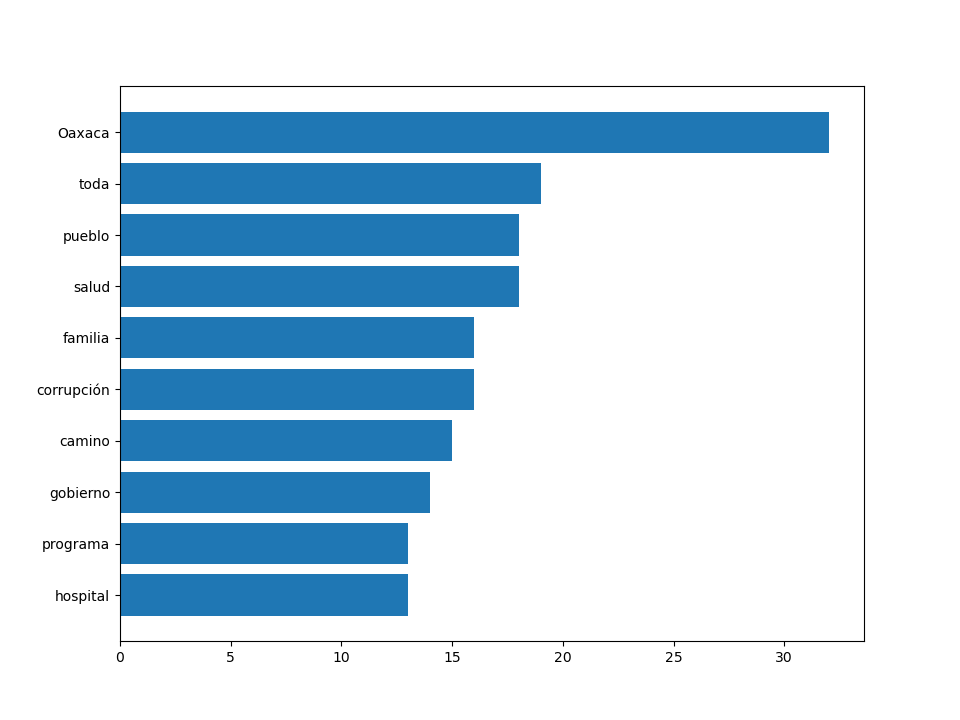 Oaxaca
toda
pueblo
salud
familia
corrupción
camino
gobierno
programa
hospital
0 5 10 15 20 25 30